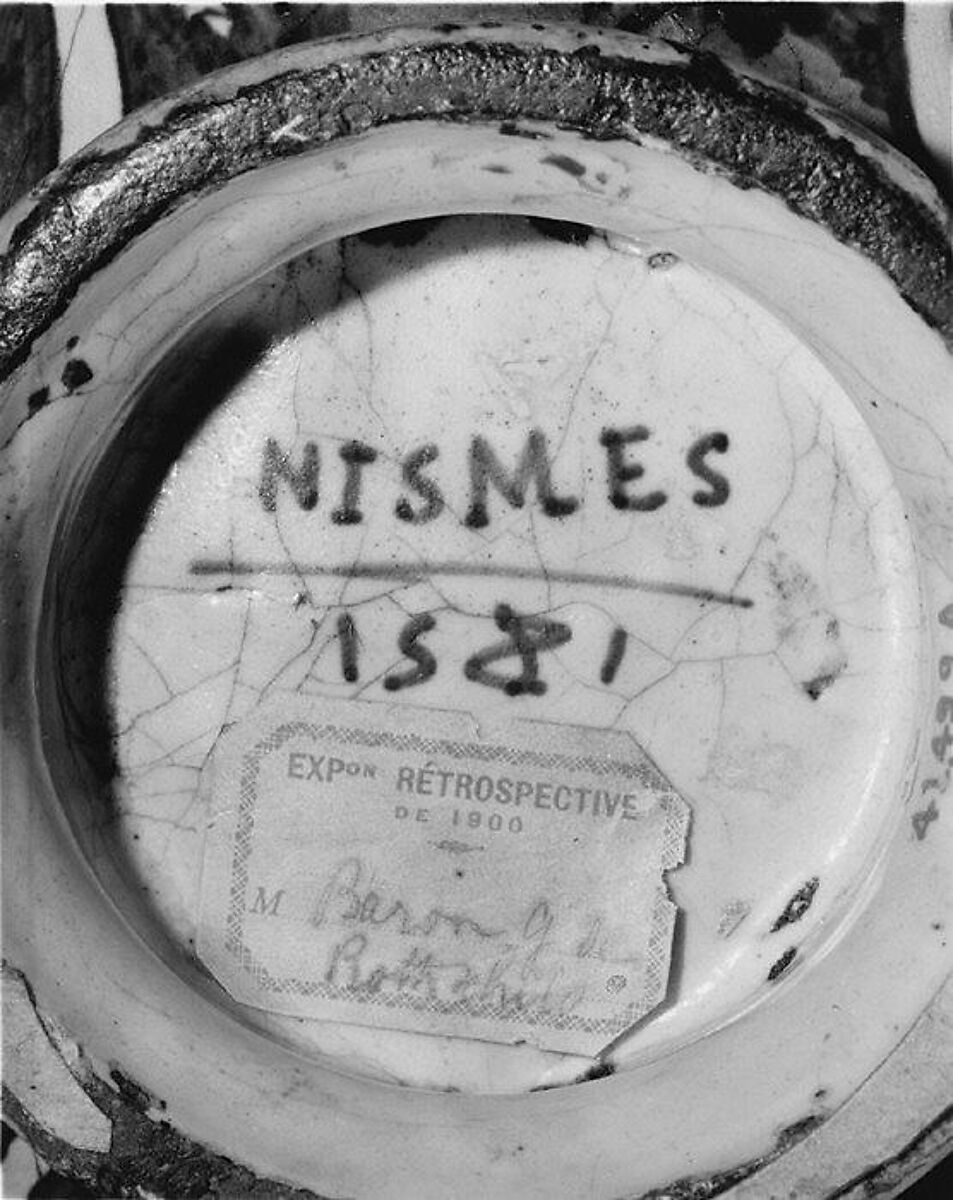 NISMES
1581
EXPON RÉTROSPECTIVE
DE 1900
M Baron G de
Rothschild